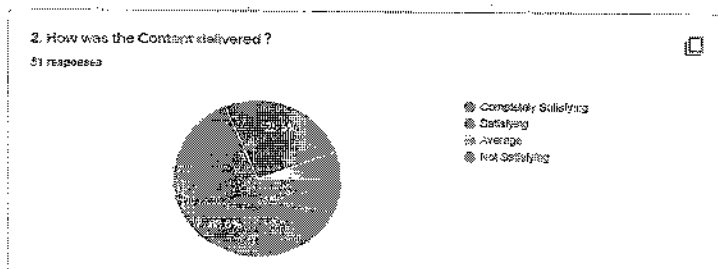 2. How was the Content delivered ?
51 responses
Completely Satisfying
Satisfying
Average
Not Satisfying